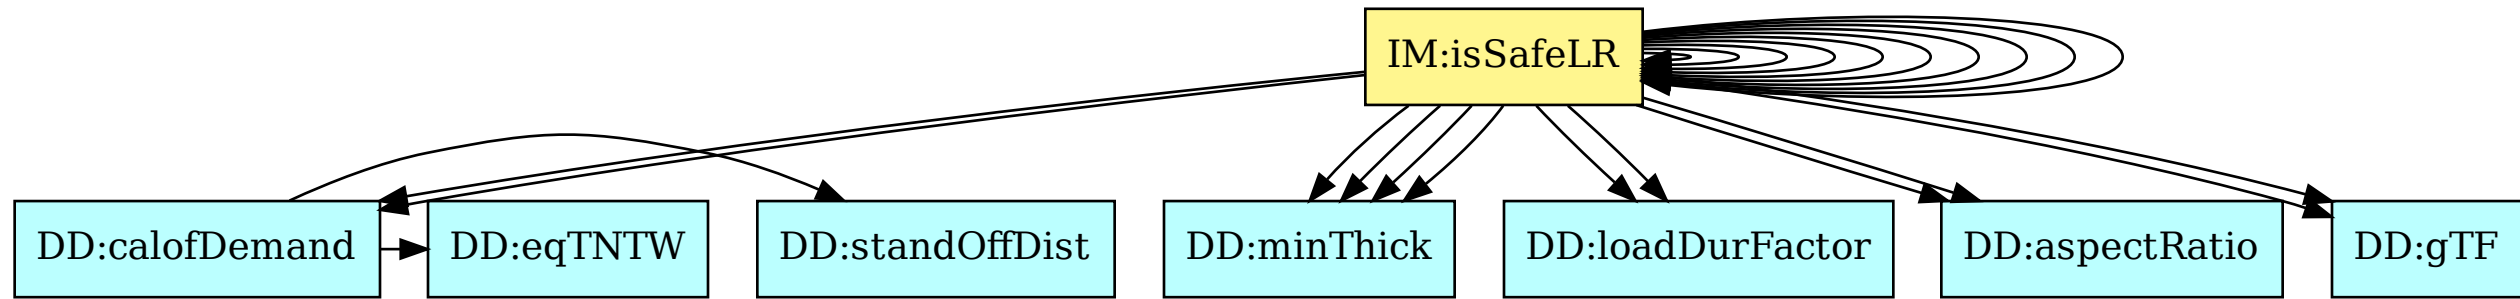 IM:isSafeLR
DD:calofDemand
DD:eqTNTW
DD:standOffDist
DD:minThick
DD:loadDurFactor
DD:aspectRatio
DD:gTF